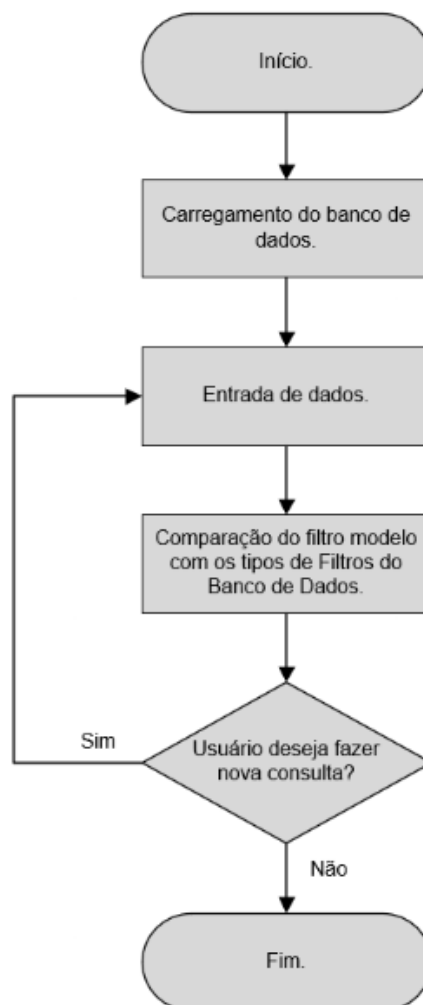 Início.
Carregamento do banco de
dados.
Entrada de dados.
Comparação do filtro modelo
com os tipos de Filtros do
Banco de Dados.
Sim
Usuário deseja fazer
nova consulta?
Não
Fim.